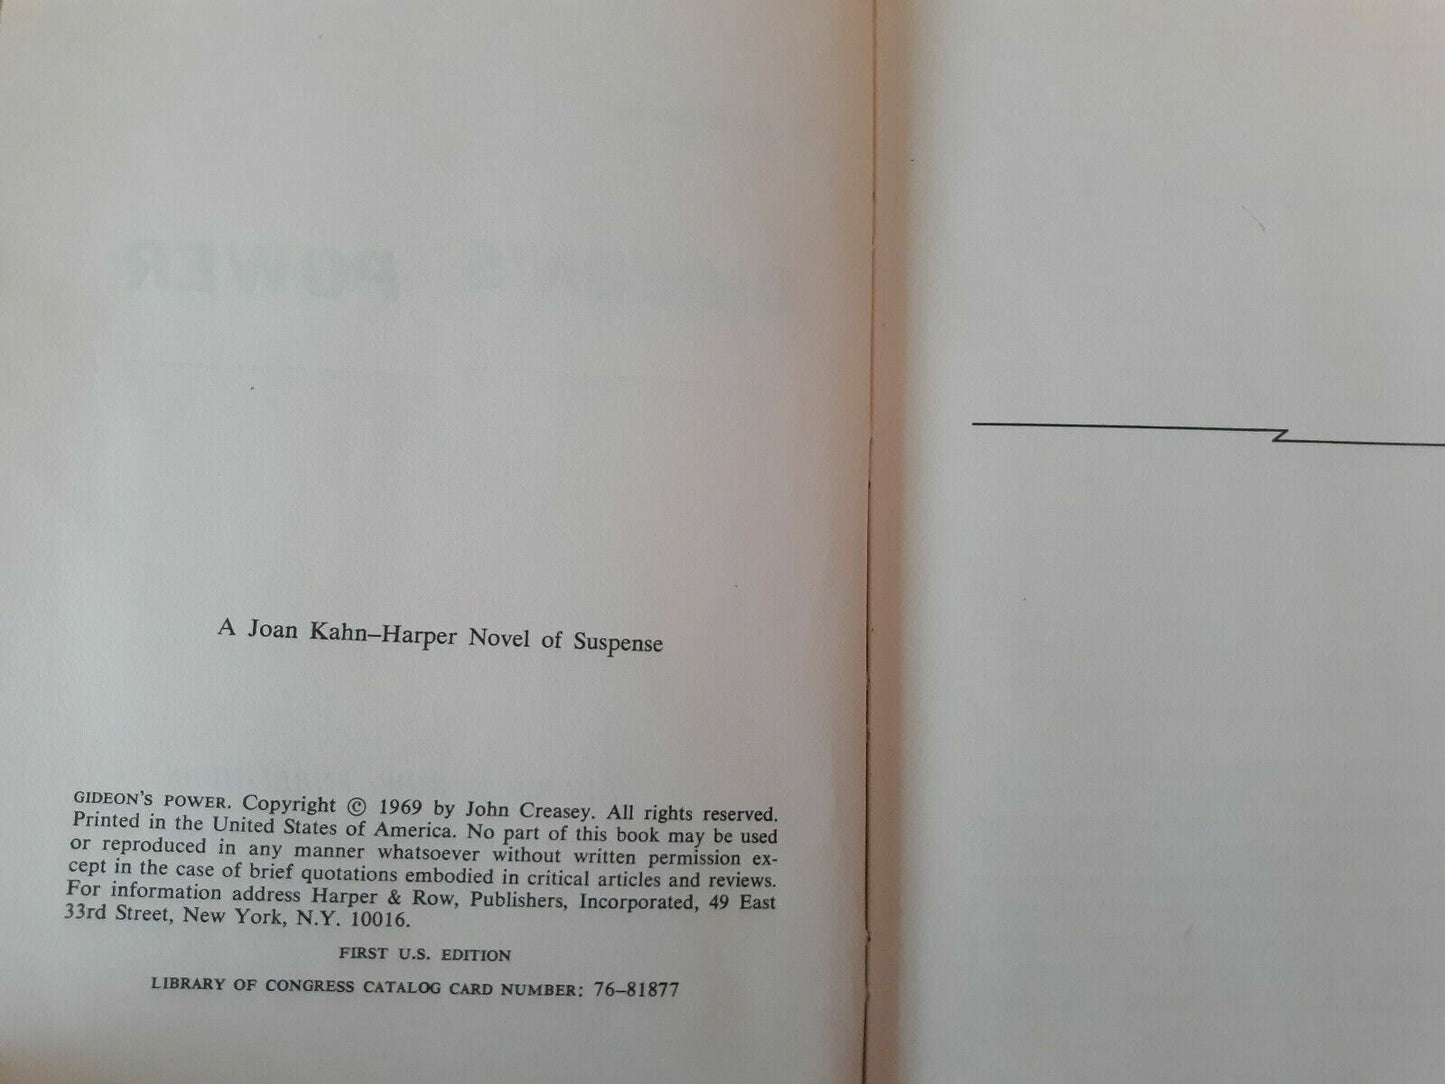 A Joan Kahn–Harper Novel of Suspense
GIDEON'S POWER. Copyright © 1969 by John Creasey. All rights reserved.
Printed in the United States of America. No part of this book may be used
or reproduced in any manner whatsoever without written permission ex-
cept in the case of brief quotations embodied in critical articles and reviews.
For information address Harper & Row, Publishers, Incorporated, 49 East
33rd Street, New York, N.Y. 10016.
FIRST U.S. EDITION
LIBRARY OF CONGRESS CATALOG CARD NUMBER: 76–81877